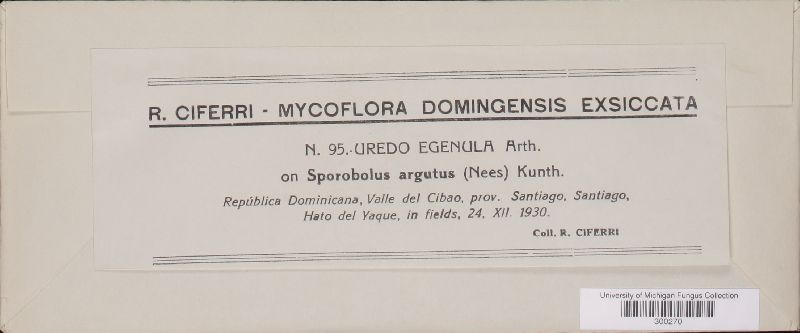 R. CIFERRI - MYCOFLORA DOMINGENSIS EXSICCATA
N. 95.-UREDO EGENULA Arth.
on Sporobolus argutus (Nees) Kunth.
República Dominicana, Valle del Cibao, prov. Santiago, Santiago,
Hato del Yaque, in fields, 24. XII. 1930.
Coll. R. CIFERRI
University of Michigan Fungus Collection
300270